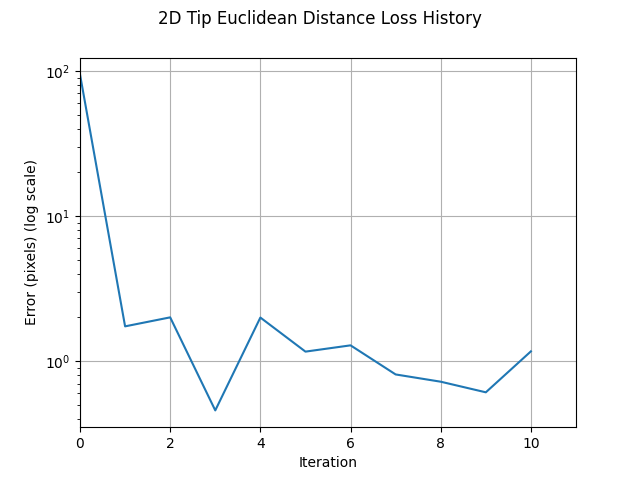 2D Tip Euclidean Distance Loss History
10²
10¹
10⁰
Error (pixels) (log scale)
0 2 4 6 8 10
Iteration